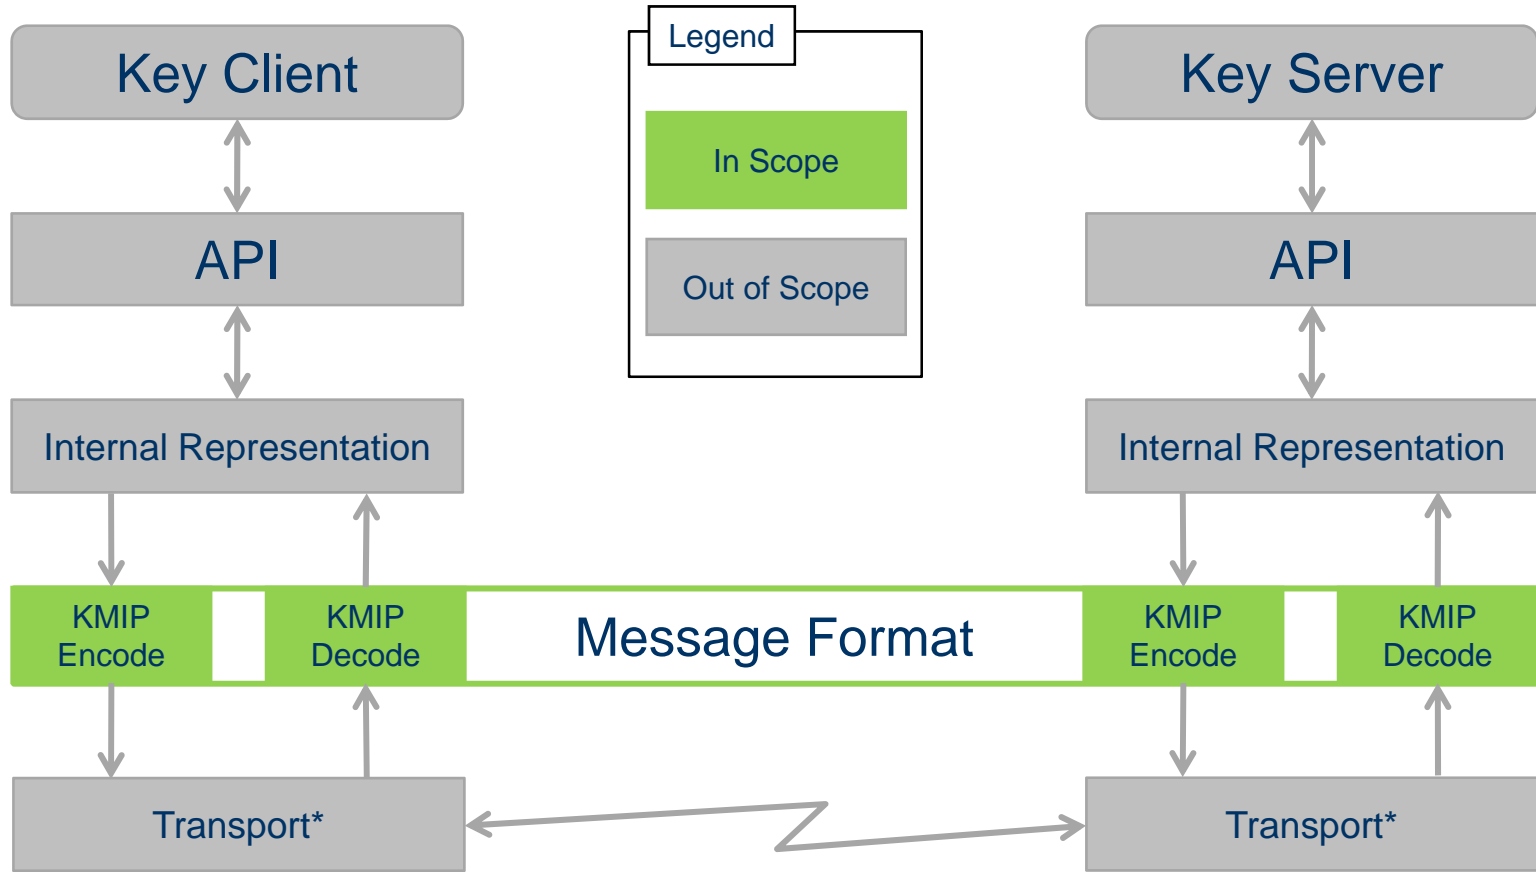 Key Client
Legend
Key Server
In Scope
API
Out of Scope
API
Internal Representation
Internal Representation
KMIP
Encode
KMIP
Decode
Message Format
KMIP
Encode
KMIP
Decode
Transport*
Transport*